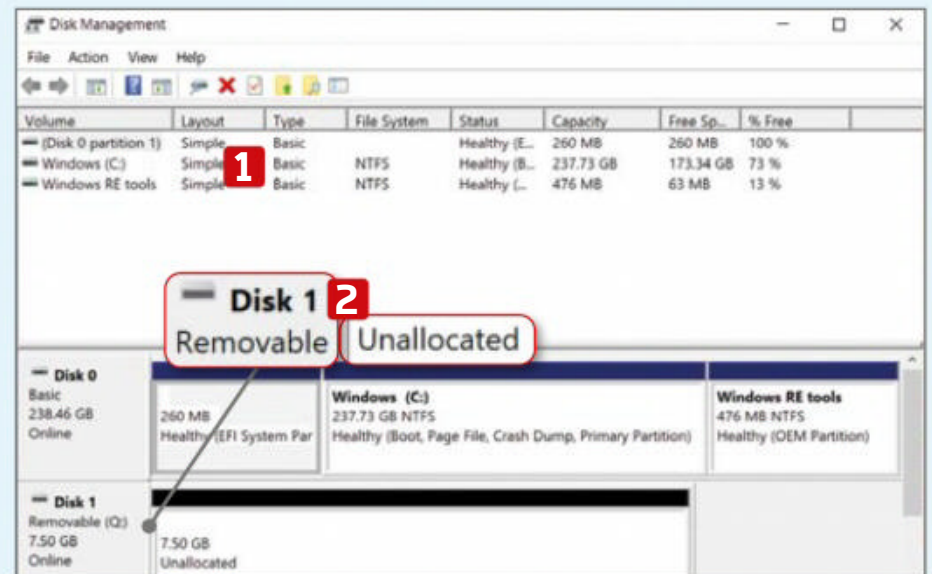 Disk Management
File Action View Help
Volume Layout Type File System Status Capacity Free Sp... % Free
(Disk 0 partition 1) Simple Basic Healthy (E... 260 MB 260 MB 100 %
Windows (C:) Simple Basic NTFS Healthy (B... 237.73 GB 173.34 GB 73 %
Windows RE tools Simple Basic NTFS Healthy (... 476 MB 63 MB 13 %
1
Disk 1 2
Removable Unallocated
Disk 0
Basic Windows (C:) Windows RE tools
238.46 GB 260 MB 237.73 GB NTFS 476 MB NTFS
Online Healthy (EFI System Par Healthy (Boot, Page File, Crash Dump, Primary Partition) Healthy (OEM Partition)
Disk 1
Removable (Q:)
7.50 GB 7.50 GB
Online Unallocated